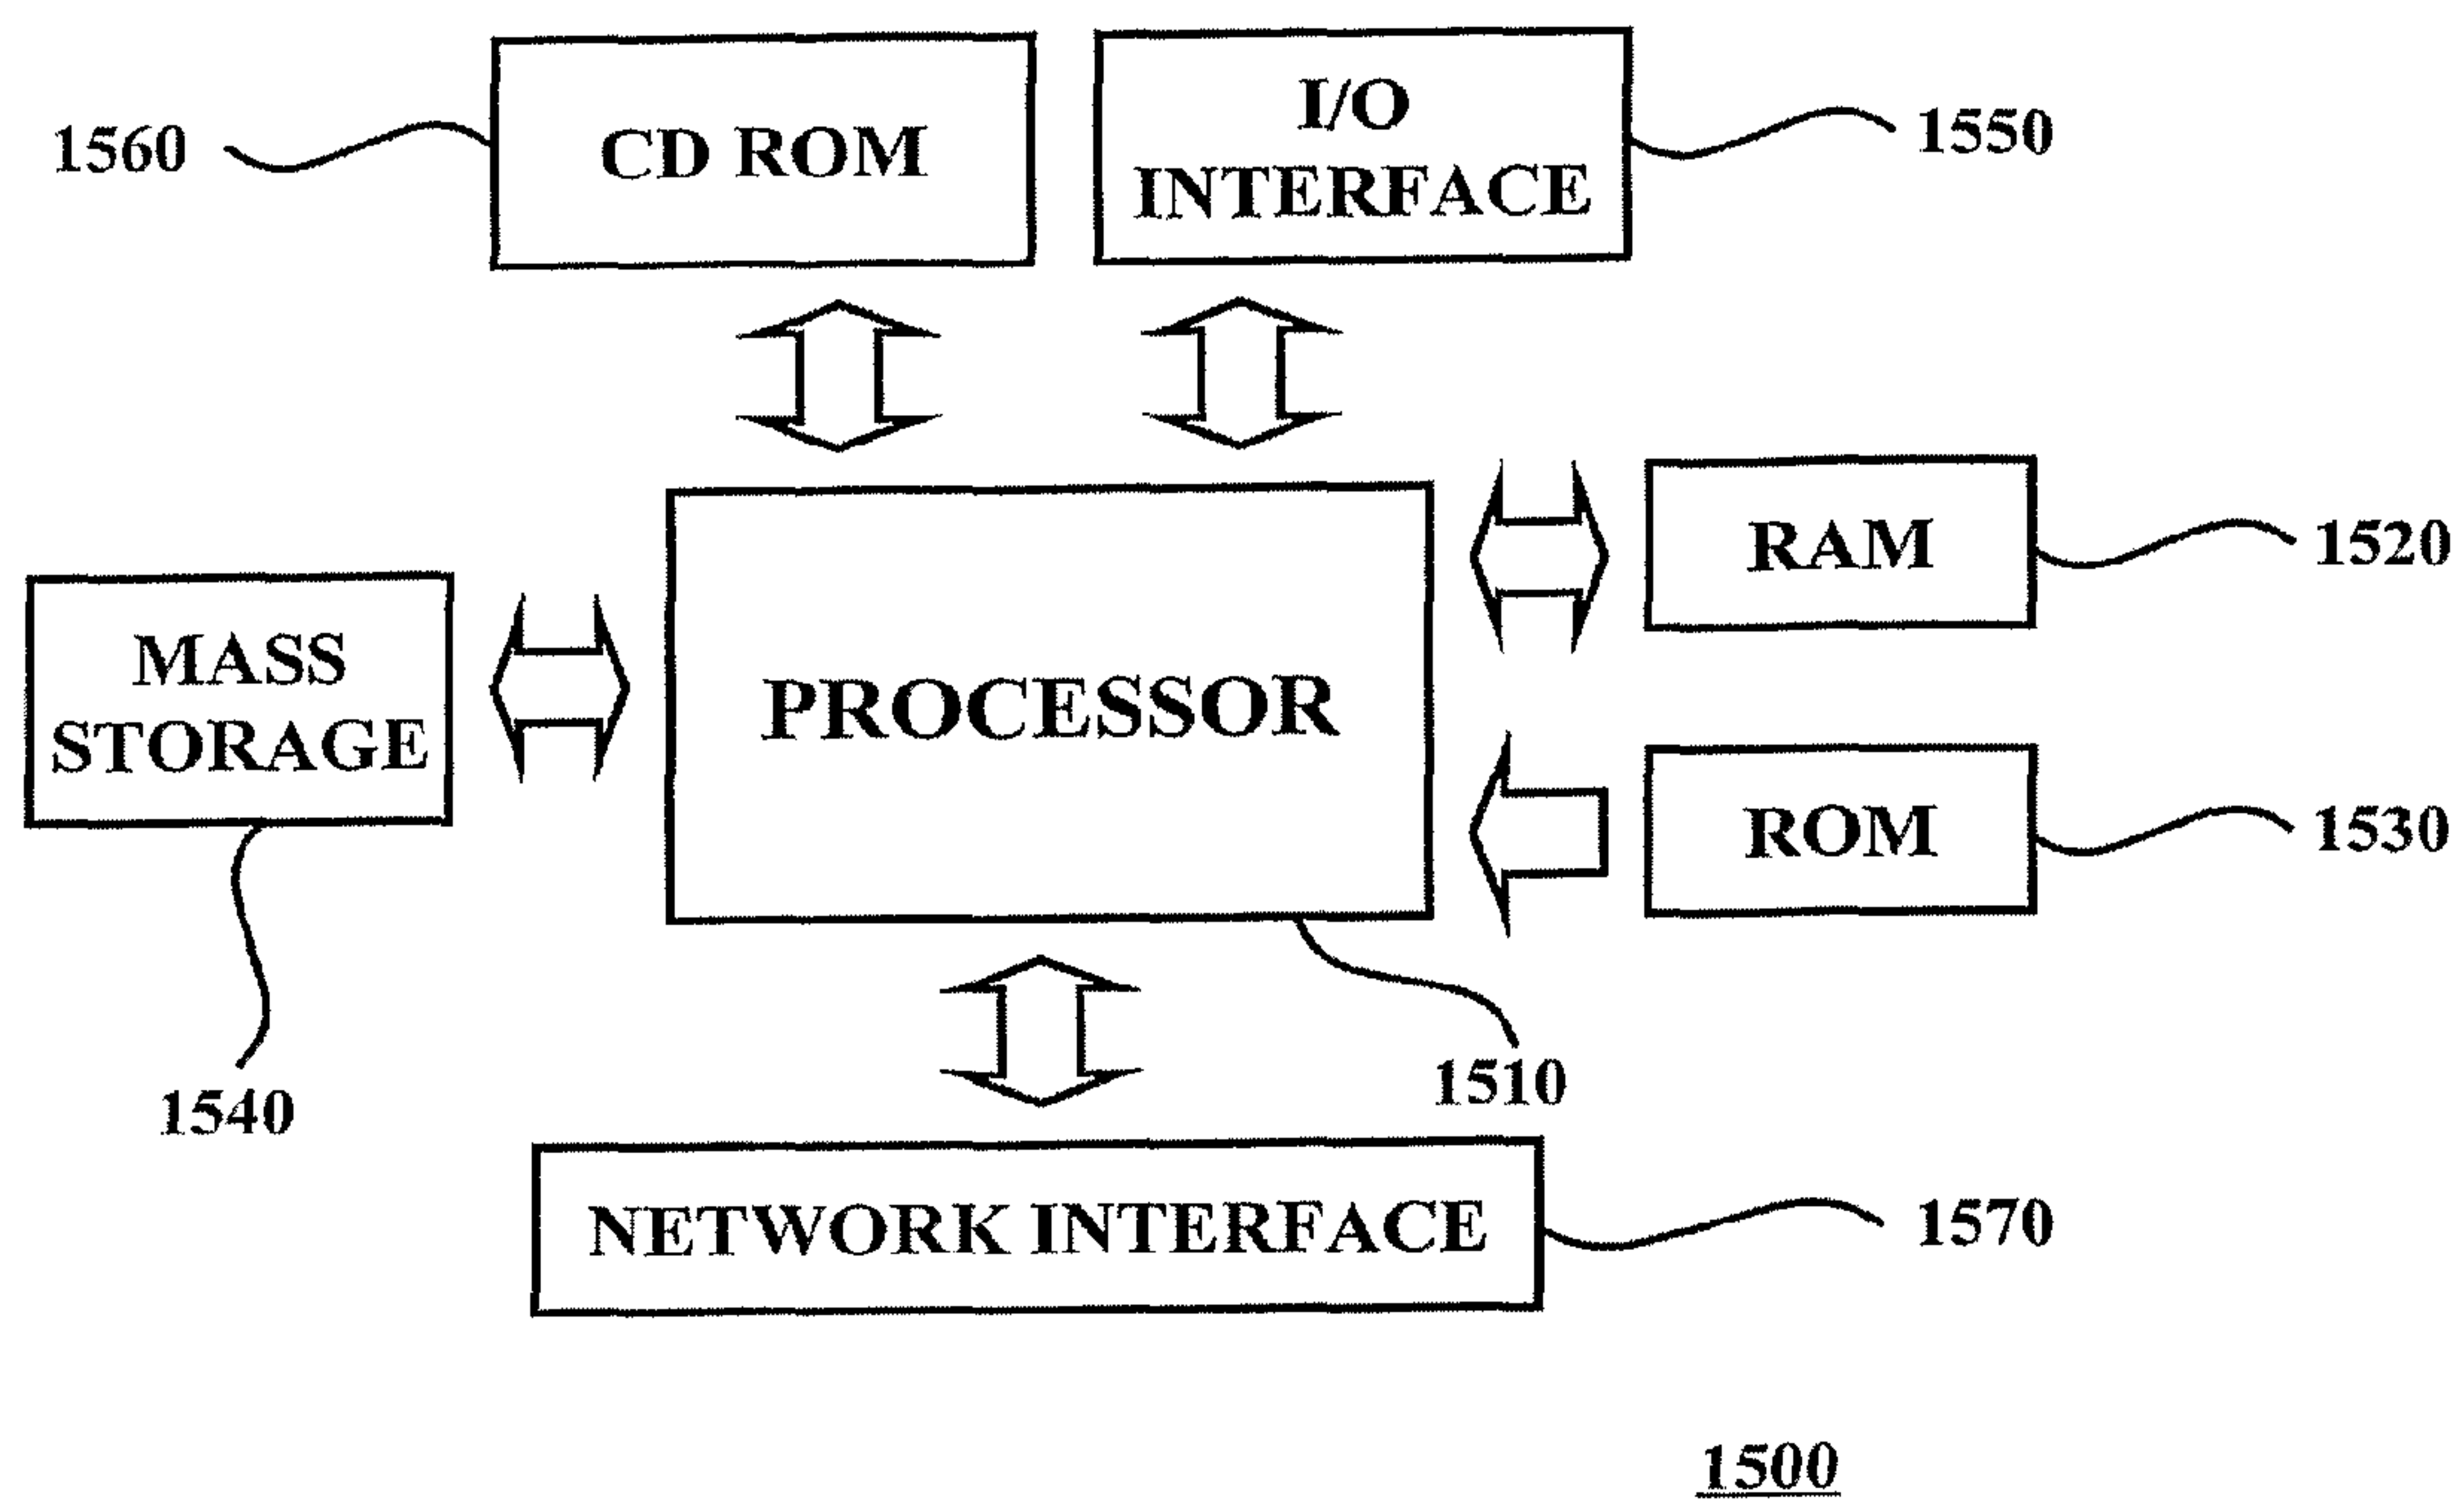 1560
CD ROM
I/O
INTERFACE
1550
RAM
1520
MASS
STORAGE
PROCESSOR
ROM
1530
1540
1510
NETWORK INTERFACE
1570
1500